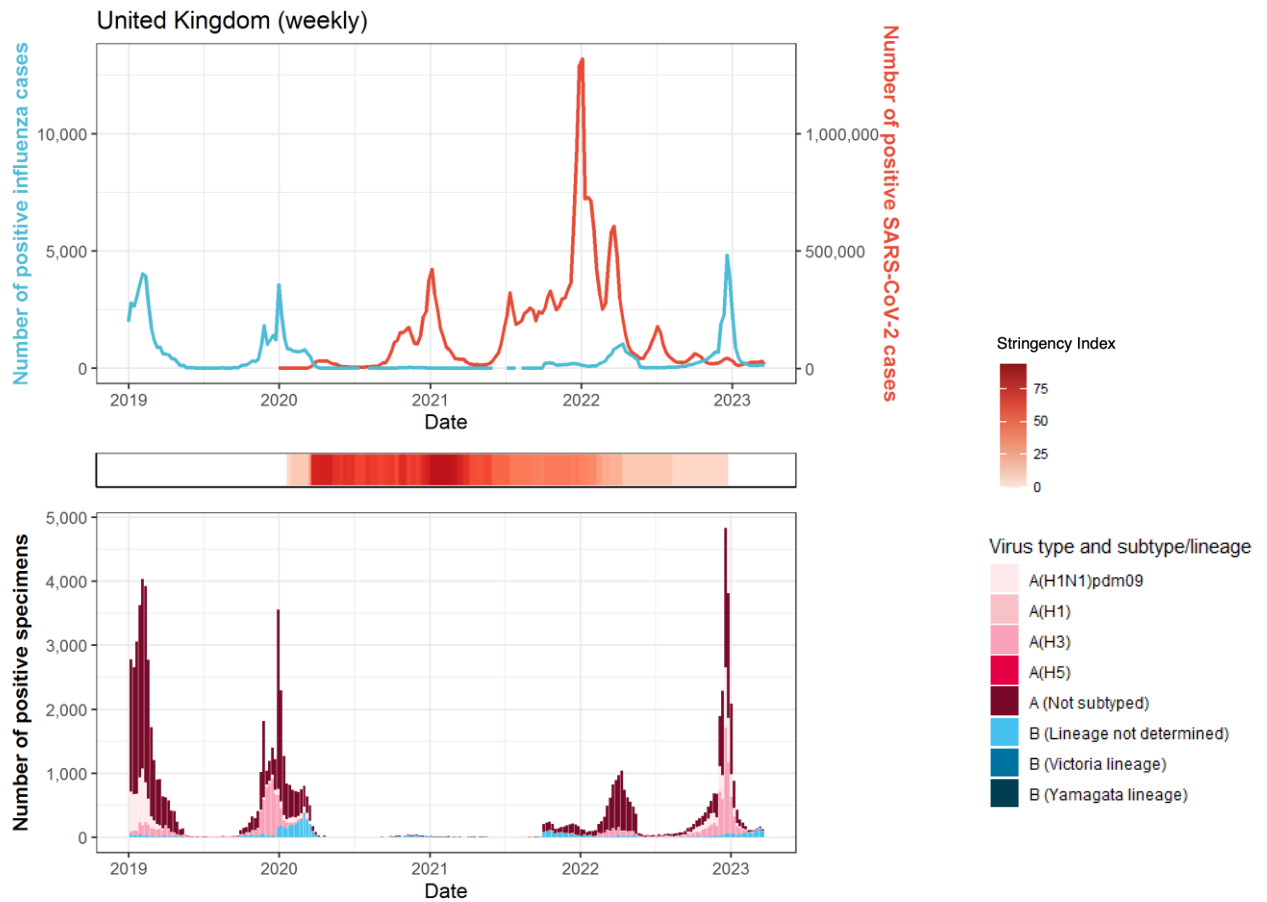 United Kingdom (weekly)
Number of positive influenza cases
10,000
5,000
0
1,000,000
500,000
0
Number of positive SARS-CoV-2 cases
2019
2020
2021
2022
2023
Date
Stringency Index
75
50
25
0
Number of positive specimens
5,000
4,000
3,000
2,000
1,000
0
2019
2020
2021
2022
2023
Date
Virus type and subtype/lineage
A(H1N1)pdm09
A(H1)
A(H3)
A(H5)
A (Not subtyped)
B (Lineage not determined)
B (Victoria lineage)
B (Yamagata lineage)